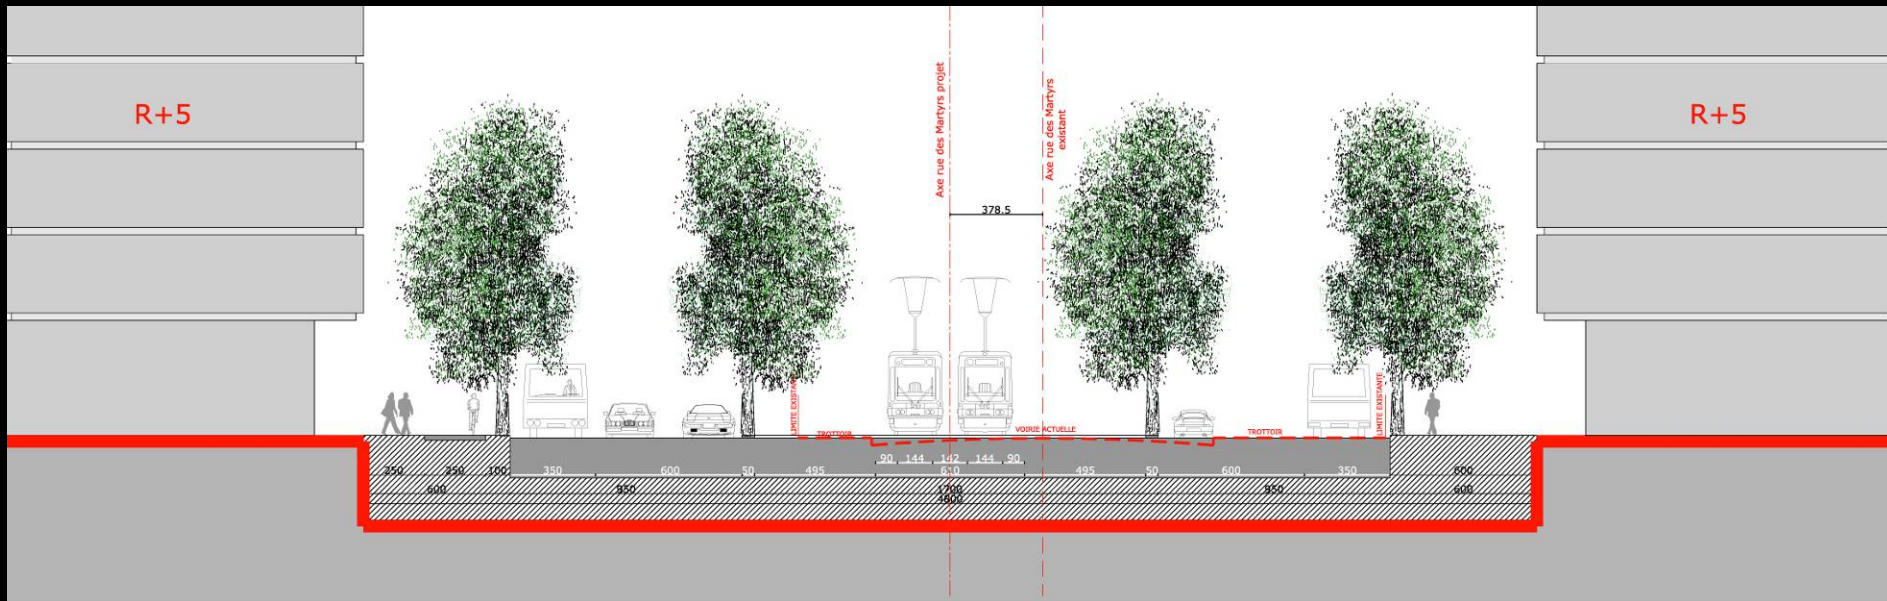 R+5
R+5
Axe rue des Martyrs projet
Axe rue des Martyrs
existant
378.5
LIMITE EXISTANTE
LIMITE EXISTANTE
TROTTOIR
VOIRIE ACTUELLE
TROTTOIR
90 144 142 144 90
250 250 100 350 600 50 495 610 495 50 600 350 600
600 950 1700 950 600
4800